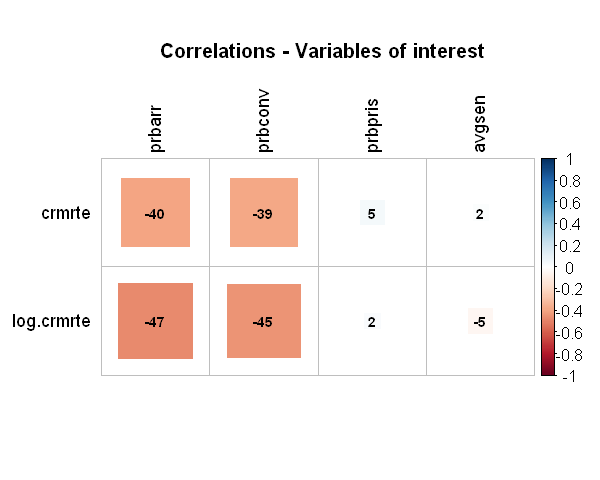 Correlations - Variables of interest
prbarr prbconv prbpris avgsen
crmrte -40 -39 5 2
log.crmrte -47 -45 2 -5
1
0.8
0.6
0.4
0.2
0
-0.2
-0.4
-0.6
-0.8
-1